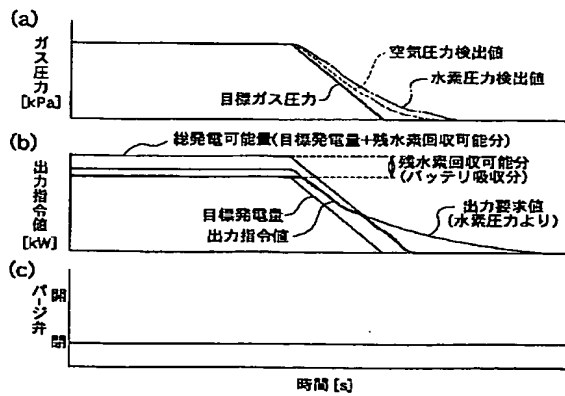 (a)
ガス圧力
[kPa]
空気圧力検出値
水素圧力検出値
目標ガス圧力
(b)
総発電可能量(目標発電量+残水素回収可能分)
残水素回収可能分
(バッテリ吸収分)
出力指令値
[kW]
目標発電量
出力指令値
出力要求値
(水素圧力より)
(c)
パージ弁
開
閉
時間[s]